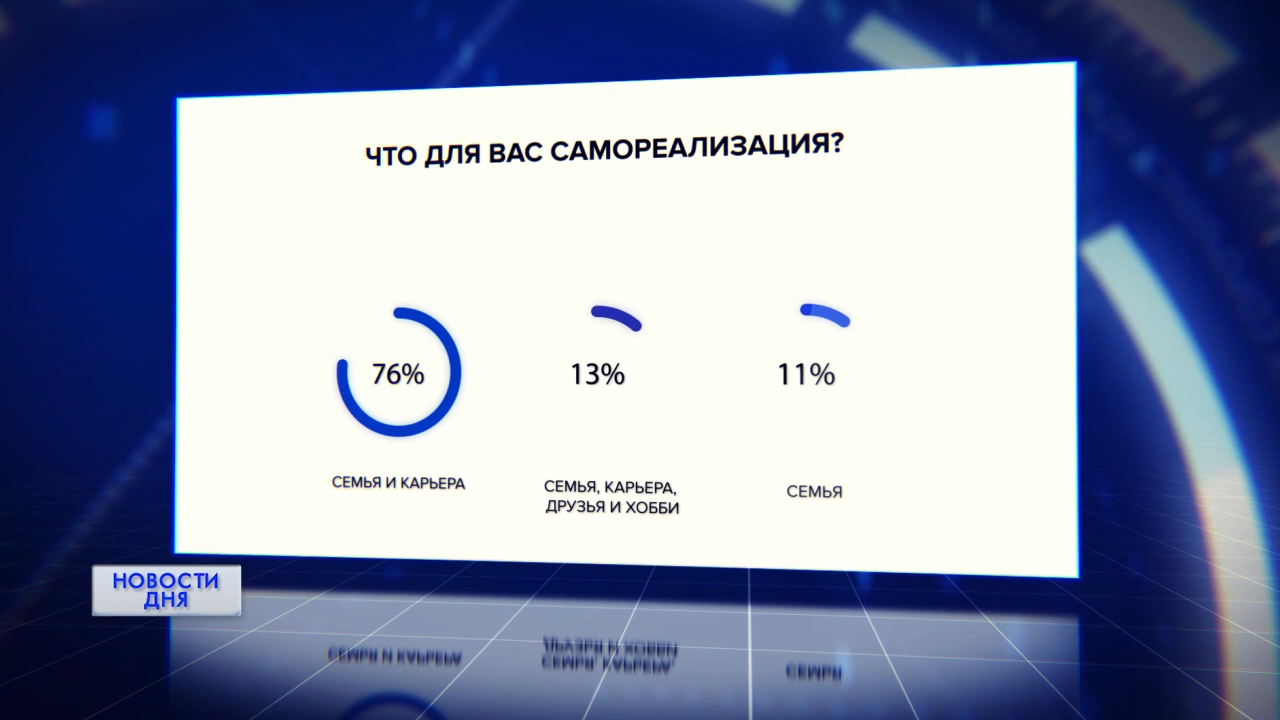 ЧТО ДЛЯ ВАС САМОРЕАЛИЗАЦИЯ?
76%
13%
11%
СЕМЬЯ И КАРЬЕРА
СЕМЬЯ, КАРЬЕРА,
ДРУЗЬЯ И ХОББИ
СЕМЬЯ
НОВОСТИ
ДНЯ